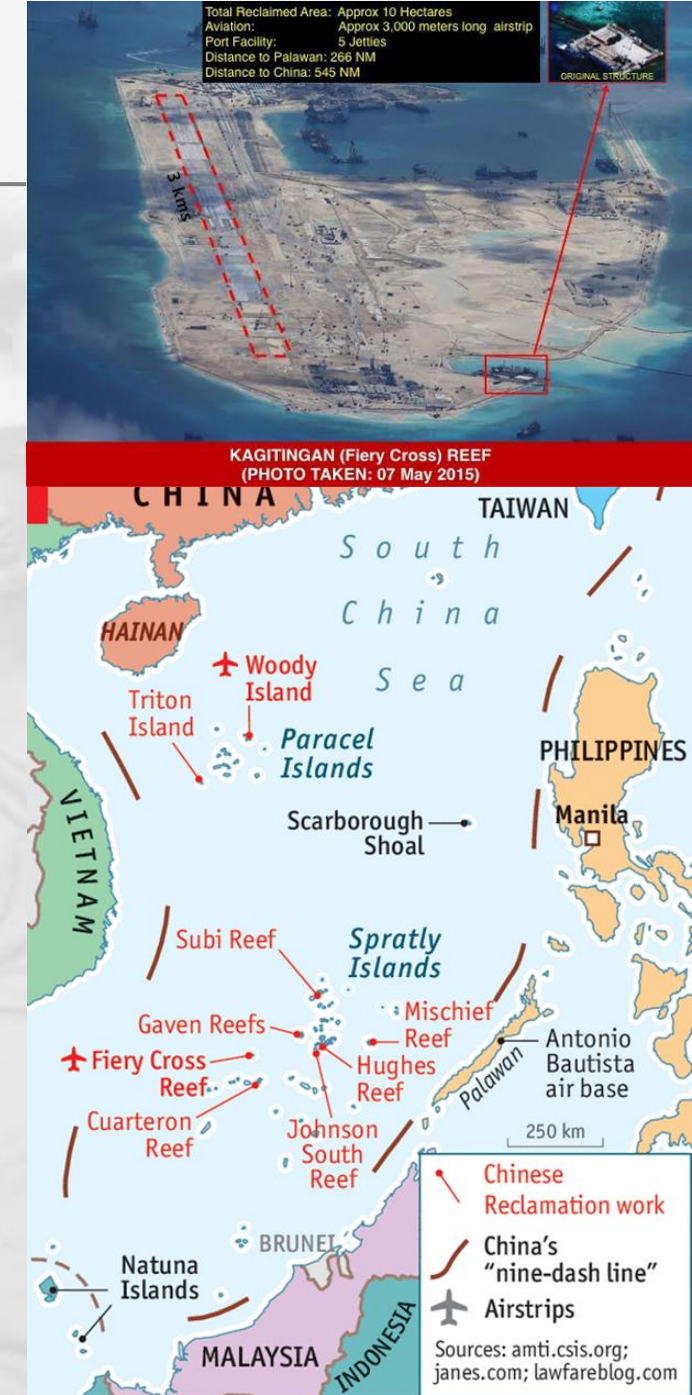 Total Reclaimed Area: Approx 10 Hectares
Aviation: Approx 3,000 meters long airstrip
Port Facility: 5 Jetties
Distance to Palawan: 266 NM
Distance to China: 545 NM
ORIGINAL STRUCTURE
3 kms
KAGITINGAN (Fiery Cross) REEF
(PHOTO TAKEN: 07 May 2015)
CHINA
TAIWAN
South
China
Sea
HAINAN
Woody
Island
Triton
Island
Paracel
Islands
PHILIPPINES
Manila
Scarborough
Shoal
VIETNAM
Subi Reef
Spratly
Islands
Gaven Reefs
Mischief
Reef
Fiery Cross
Reef
Hughes
Reef
Palawan
Antonio
Bautista
air base
Cuarteron
Reef
Johnson
South
Reef
250 km
BRUNEI
Natuna
Islands
MALAYSIA
INDONESIA
Chinese
Reclamation work
China's
"nine-dash line"
Airstrips
Sources: amti.csis.org;
janes.com; lawfareblog.com